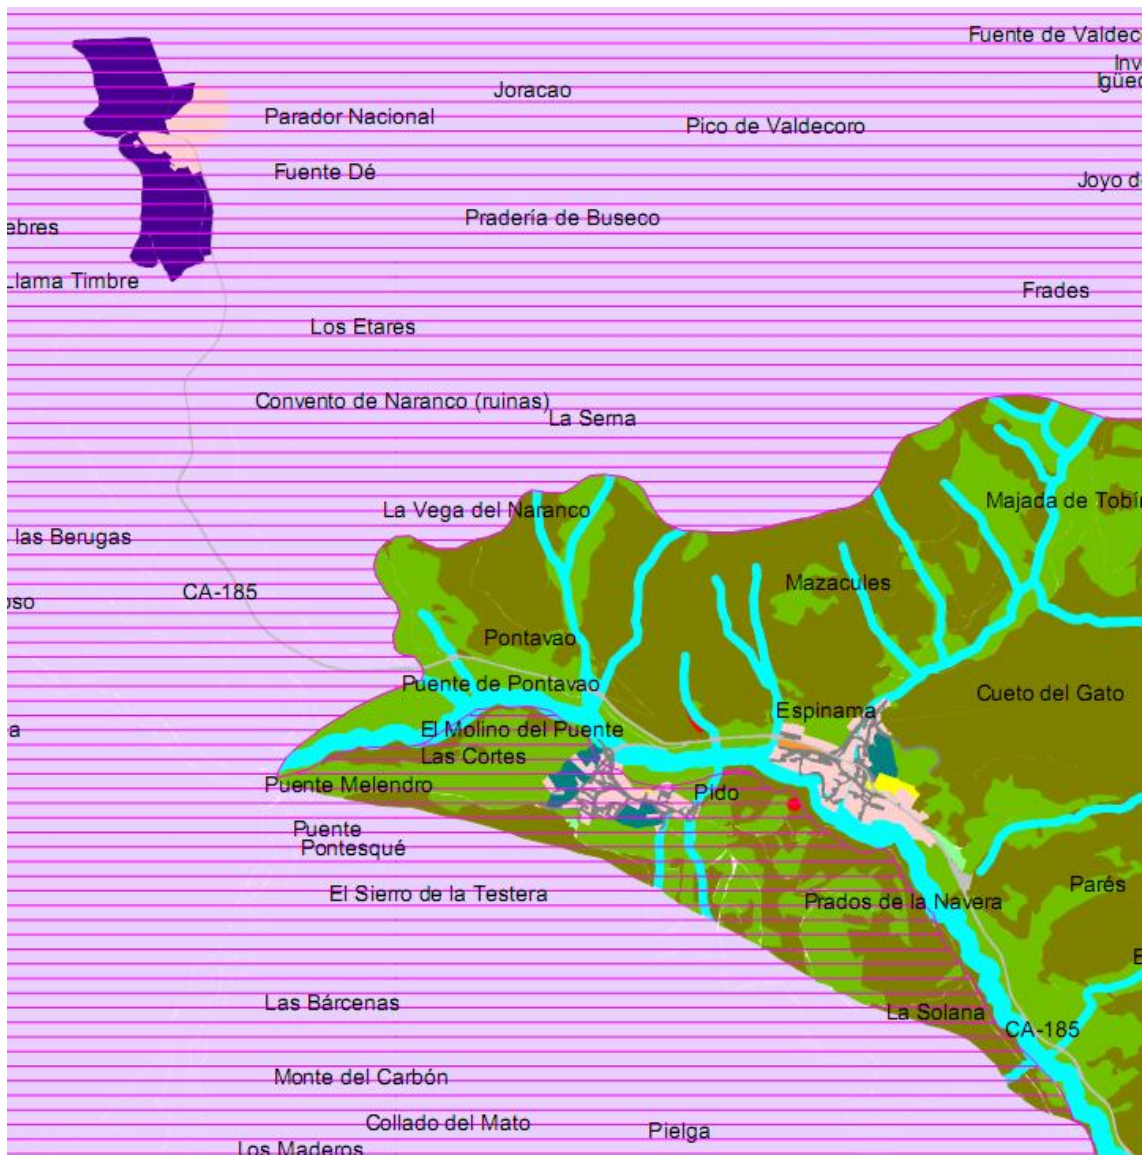 Fuente de Valdeco
Inv
Igüed
Joracao
Parador Nacional
Pico de Valdecoro
Fuente Dé
Joyo d
Pradería de Buseco
ebres
Llama Timbre
Frades
Los Etares
Convento de Naranco (ruinas)
La Serna
Majada de Tobín
La Vega del Naranco
las Berugas
Mazacules
CA-185
oso
Pontavao
Puente de Pontavao
Cueto del Gato
Espinama
El Molino del Puente
a
Las Cortes
Puente Melendro
Pido
Puente
Pontesqué
Parés
El Sierro de la Testera
Prados de la Navera
E
Las Bárcenas
La Solana
CA-185
Monte del Carbón
Collado del Mato
Pielga
Los Maderos